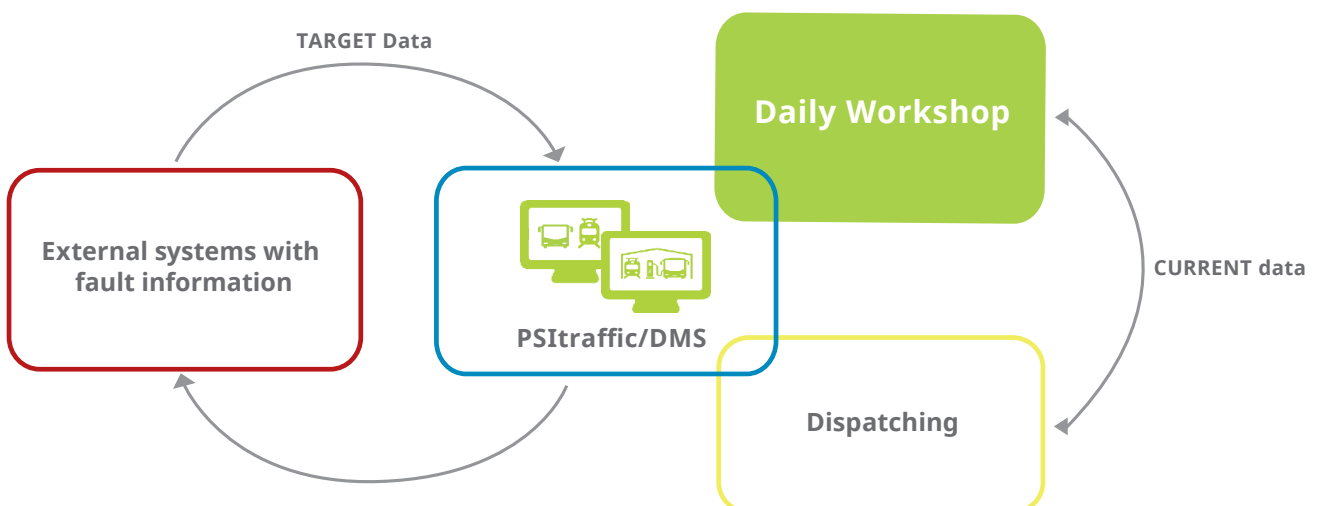 TARGET Data
Daily Workshop
External systems with
fault information
CURRENT data
PSItraffic/DMS
Dispatching